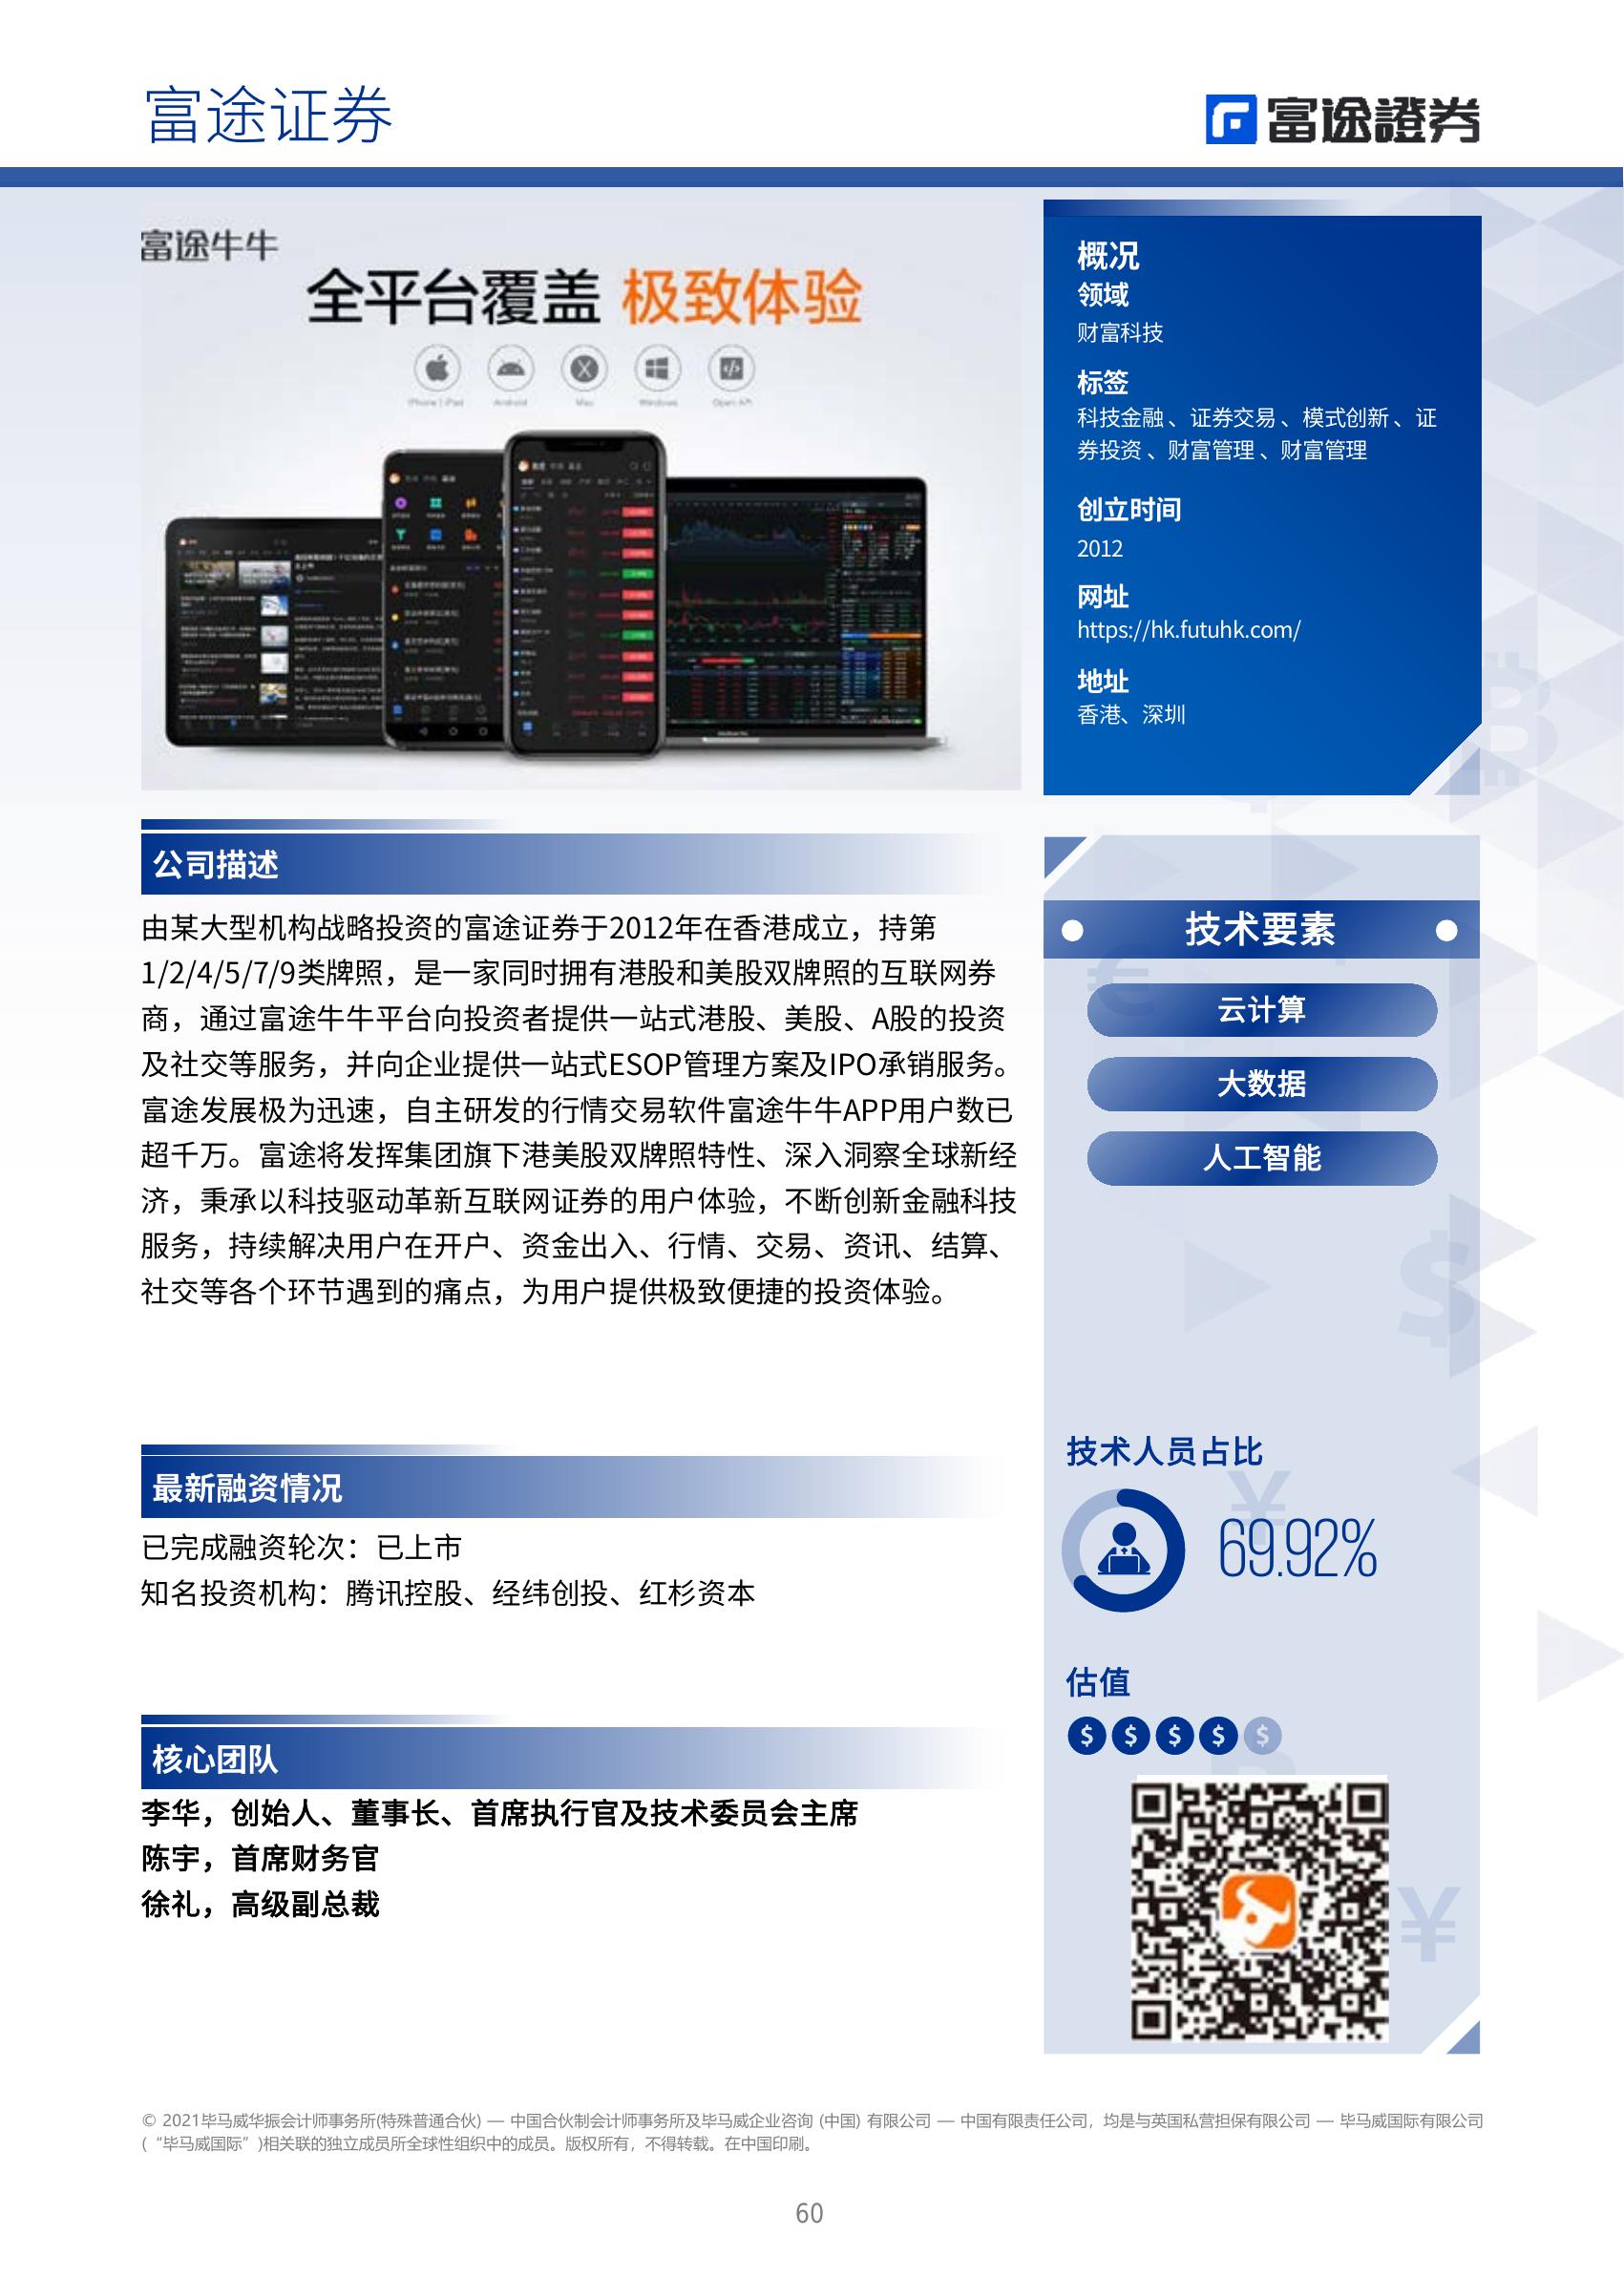 富途证券
富途證券
富途牛牛
全平台覆盖 极致体验
iPhone | iPad
Android
Mac
Windows
Open API
概况
领域
财富科技
标签
科技金融、证券交易、模式创新、证
券投资、财富管理、财富管理
创立时间
2012
网址
https://hk.futuhk.com/
地址
香港、深圳
公司描述
由某大型机构战略投资的富途证券于2012年在香港成立，持第
1/2/4/5/7/9类牌照，是一家同时拥有港股和美股双牌照的互联网券
商，通过富途牛牛平台向投资者提供一站式港股、美股、A股的投资
及社交等服务，并向企业提供一站式ESOP管理方案及IPO承销服务。
富途发展极为迅速，自主研发的行情交易软件富途牛牛APP用户数已
超千万。富途将发挥集团旗下港美股双牌照特性、深入洞察全球新经
济，秉承以科技驱动革新互联网证券的用户体验，不断创新金融科技
服务，持续解决用户在开户、资金出入、行情、交易、资讯、结算、
社交等各个环节遇到的痛点，为用户提供极致便捷的投资体验。
最新融资情况
已完成融资轮次：已上市
知名投资机构：腾讯控股、经纬创投、红杉资本
核心团队
李华，创始人、董事长、首席执行官及技术委员会主席
陈宇，首席财务官
徐礼，高级副总裁
技术要素
云计算
大数据
人工智能
技术人员占比
69.92%
估值
© 2021毕马威华振会计师事务所(特殊普通合伙) — 中国合伙制会计师事务所及毕马威企业咨询 (中国) 有限公司 — 中国有限责任公司，均是与英国私营担保有限公司 — 毕马威国际有限公司
(“毕马威国际”)相关联的独立成员所全球性组织中的成员。版权所有，不得转载。在中国印刷。
60